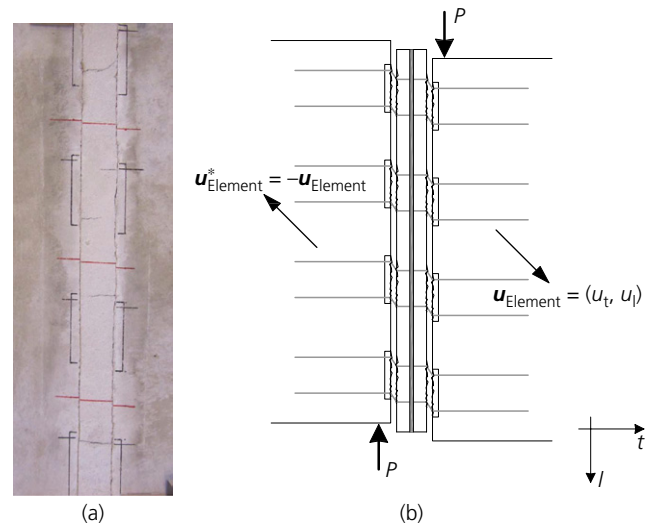 P
u*Element = –uElement
uElement = (ut, ul)
t
l
P
(a)
(b)